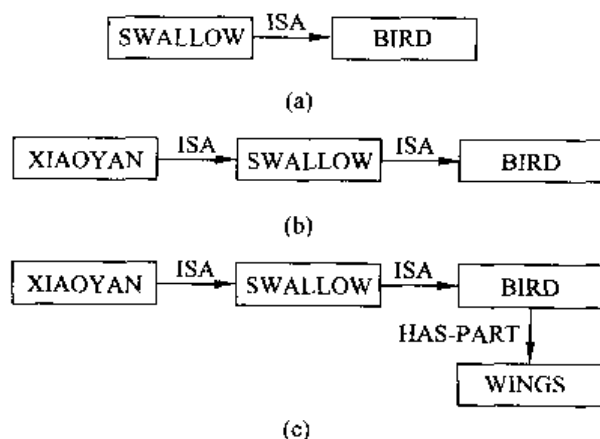 ISA
SWALLOW BIRD
(a)
ISA ISA
XIAOYAN SWALLOW BIRD
(b)
ISA ISA
XIAOYAN SWALLOW BIRD
HAS-PART
WINGS
(c)